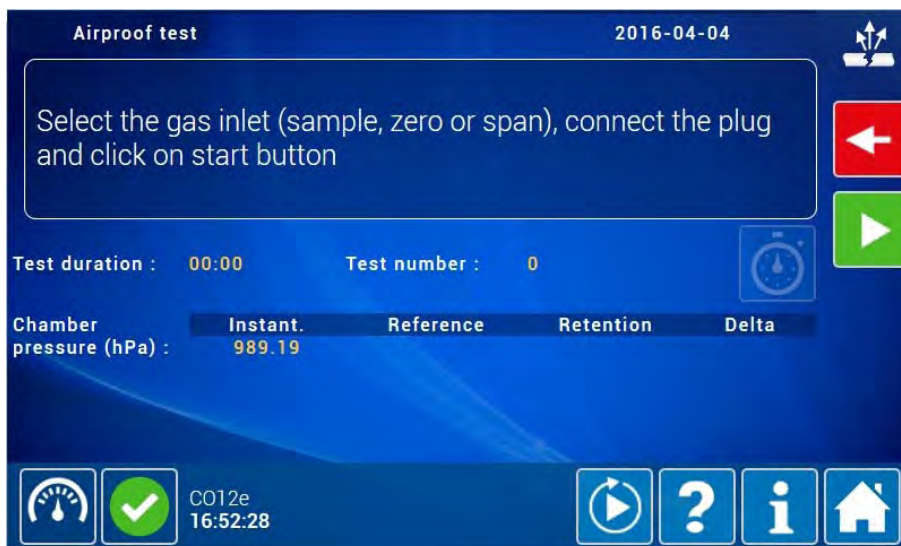 Airproof test 2016-04-04
Select the gas inlet (sample, zero or span), connect the plug
and click on start button
Test duration : 00:00 Test number : 0
Chamber Instant. Reference Retention Delta
pressure (hPa) : 989.19
CO12e
16:52:28
?
i